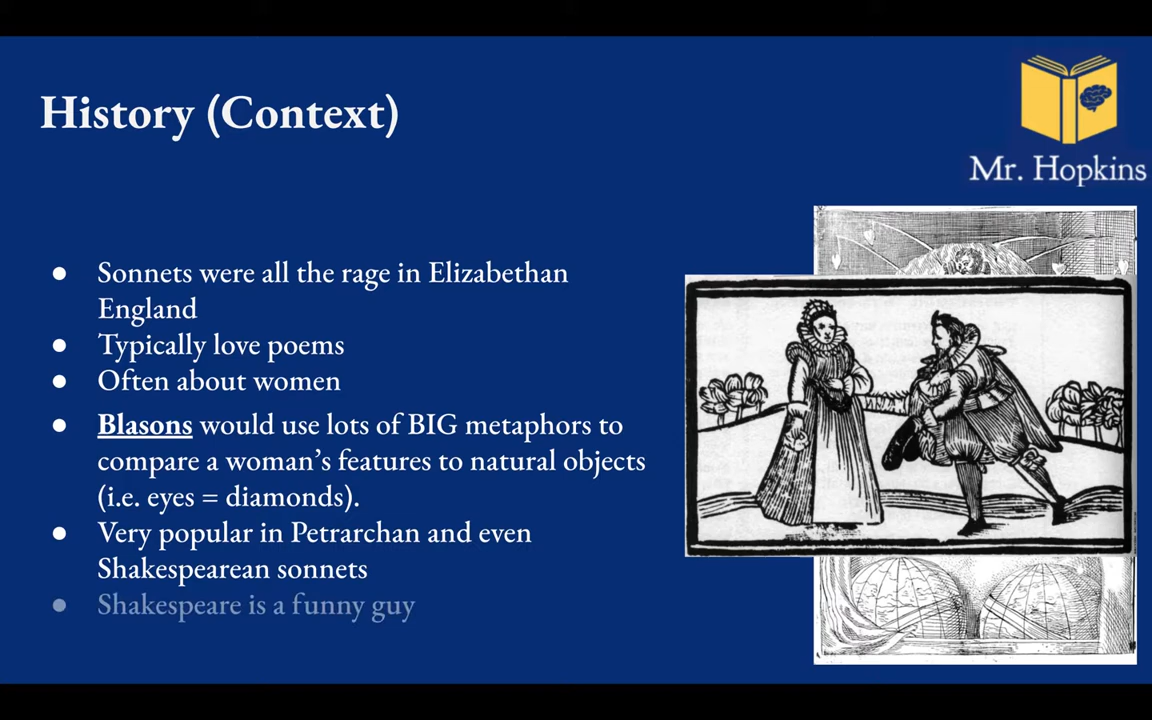 History (Context)
Mr. Hopkins
● Sonnets were all the rage in Elizabethan
England
● Typically love poems
● Often about women
● Blasons would use lots of BIG metaphors to
compare a woman’s features to natural objects
(i.e. eyes = diamonds).
● Very popular in Petrarchan and even
Shakespearean sonnets
● Shakespeare is a funny guy